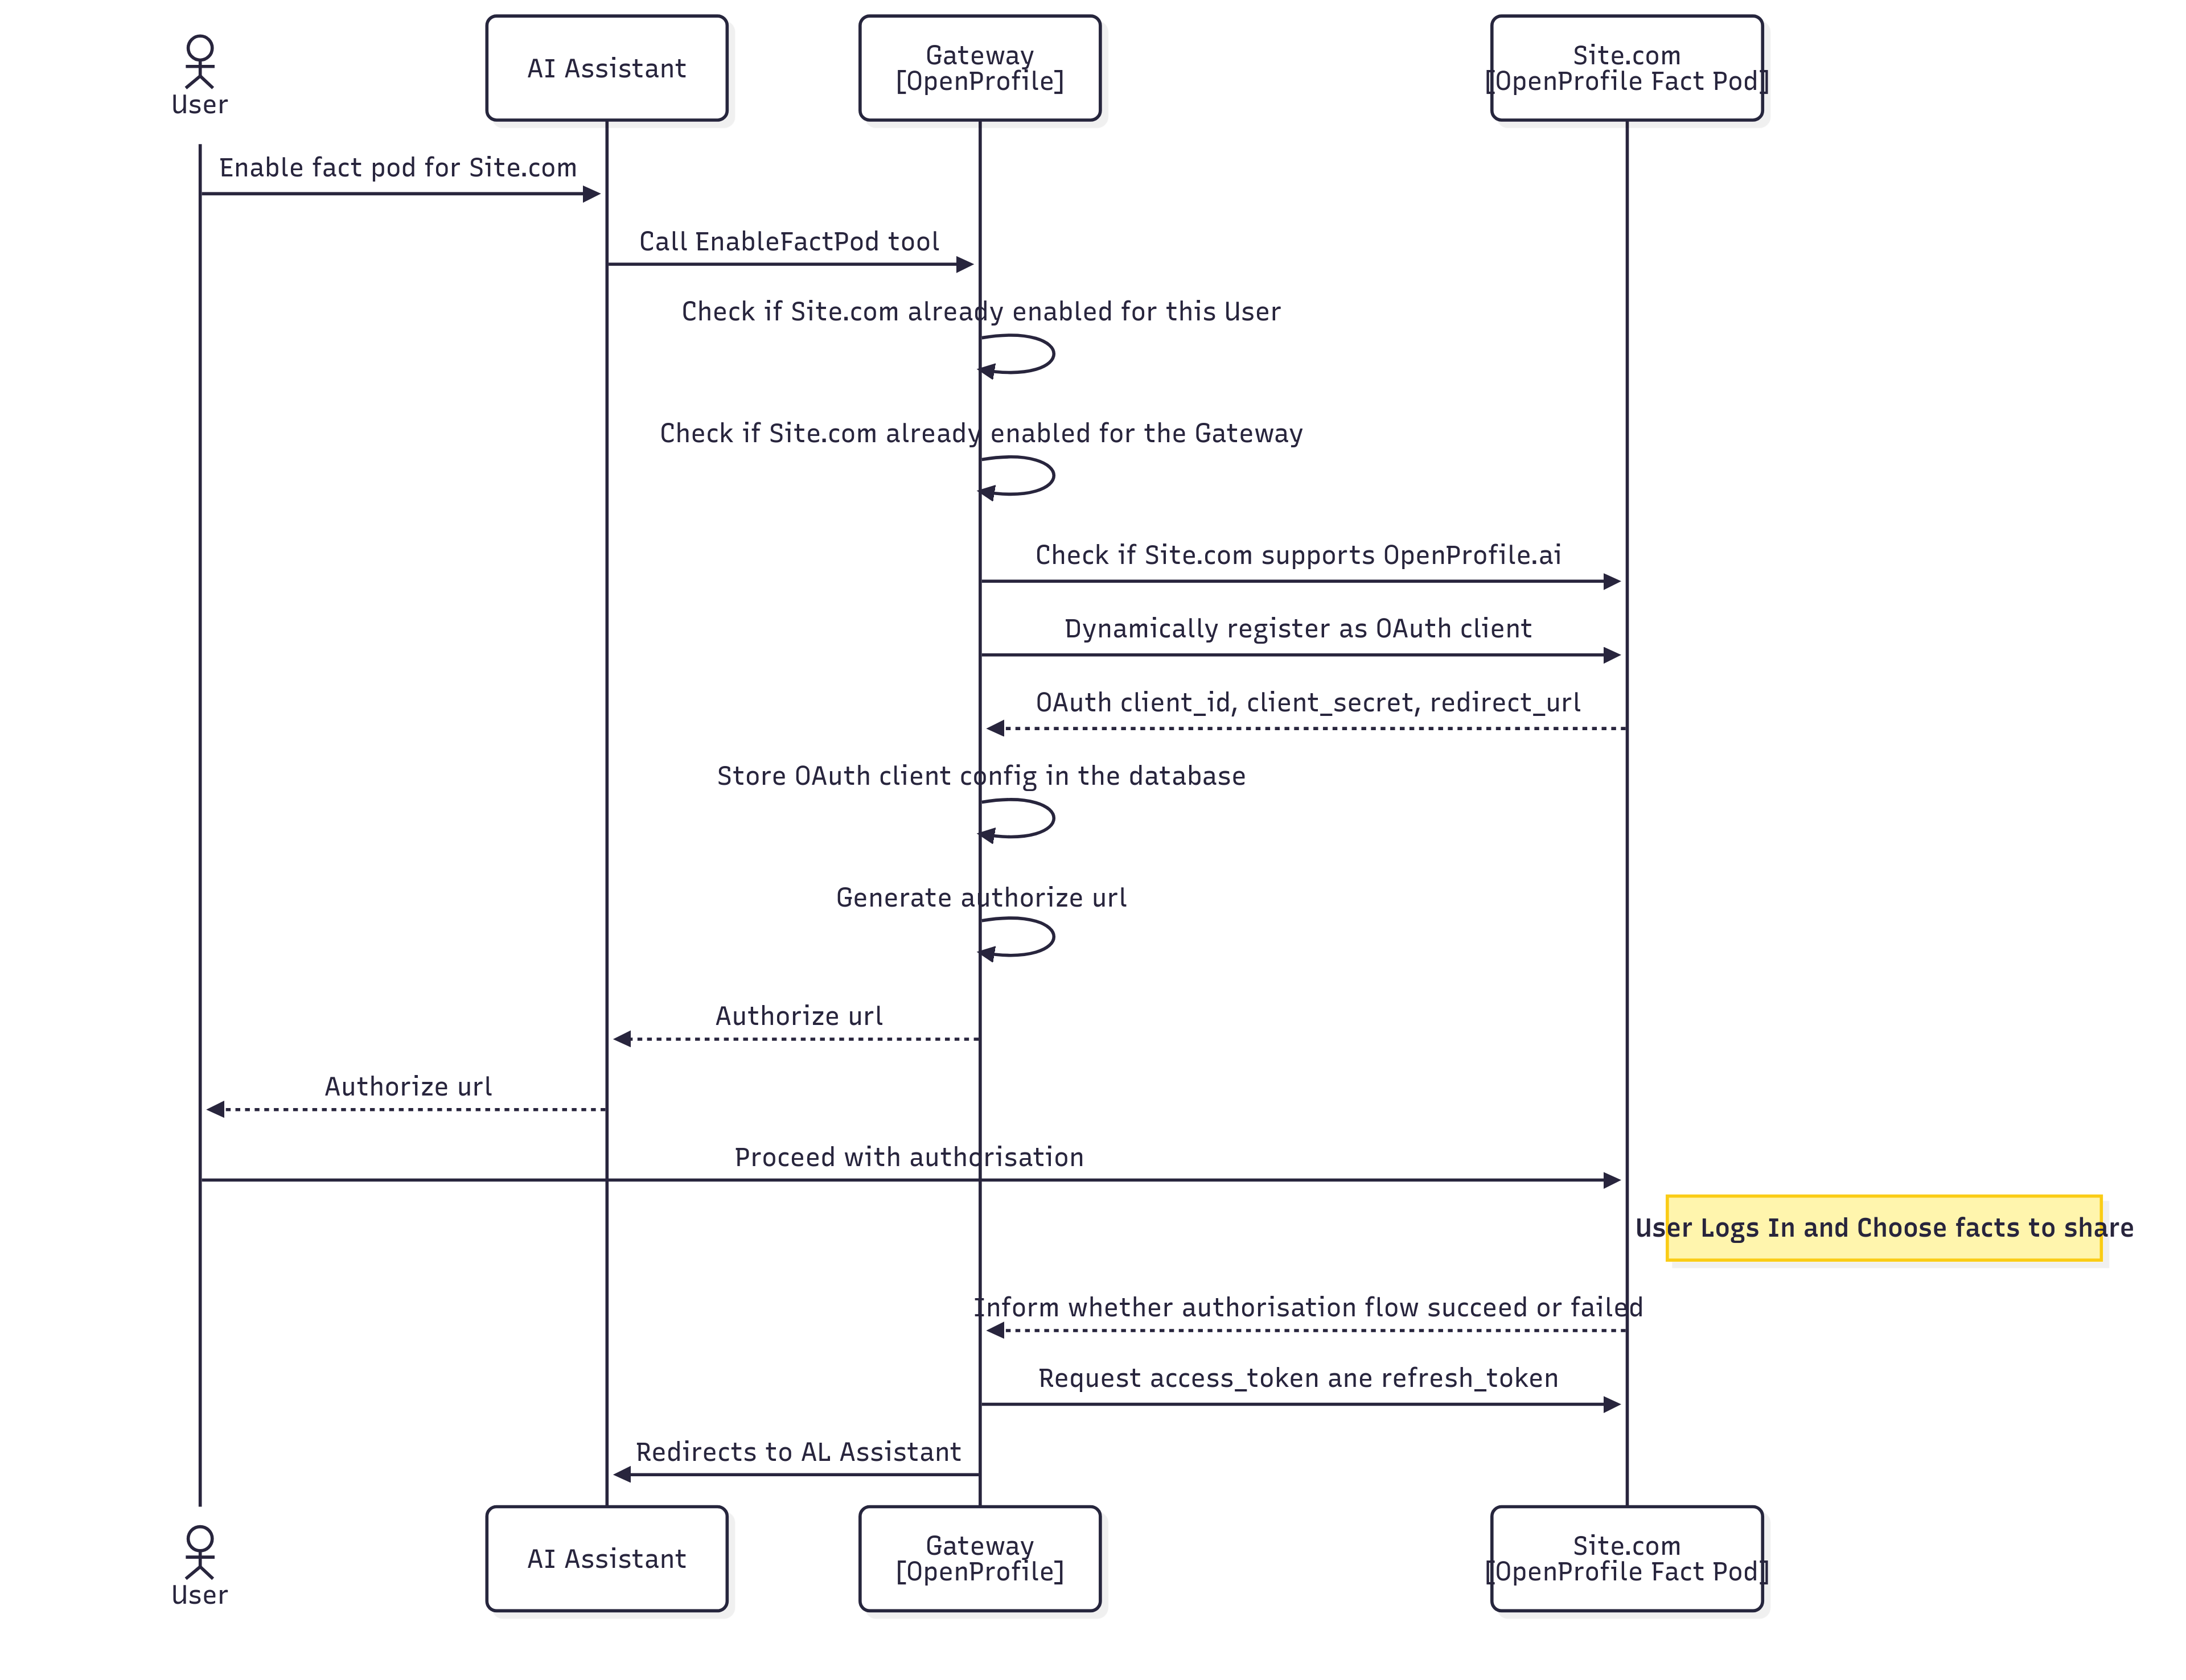 User
AI Assistant
Gateway
[OpenProfile]
Site.com
[OpenProfile Fact Pod]
Enable fact pod for Site.com
Call EnableFactPod tool
Check if Site.com already enabled for this User
Check if Site.com already enabled for the Gateway
Check if Site.com supports OpenProfile.ai
Dynamically register as OAuth client
OAuth client_id, client_secret, redirect_url
Store OAuth client config in the database
Generate authorize url
Authorize url
Authorize url
Proceed with authorisation
User Logs In and Choose facts to share
Inform whether authorisation flow succeed or failed
Request access_token ane refresh_token
Redirects to AL Assistant
User
AI Assistant
Gateway
[OpenProfile]
Site.com
[OpenProfile Fact Pod]